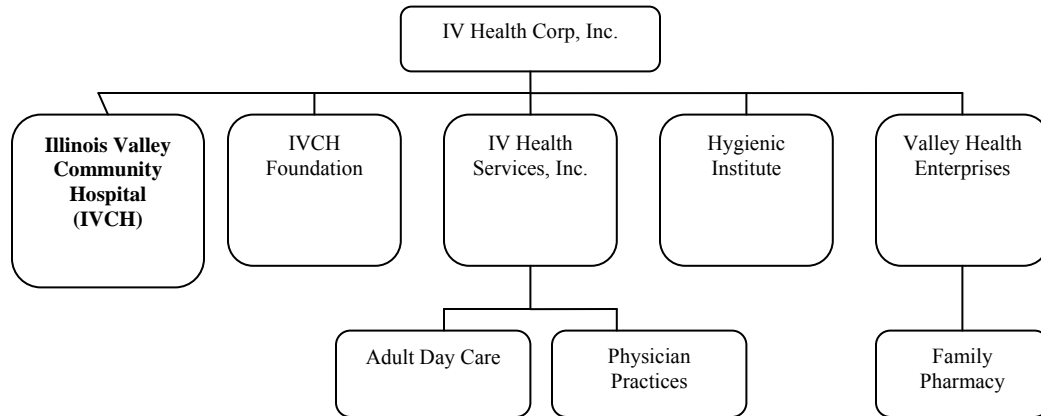 IV Health Corp, Inc.
Illinois Valley
Community
Hospital
(IVCH)
IVCH
Foundation
IV Health
Services, Inc.
Hygienic
Institute
Valley Health
Enterprises
Adult Day Care
Physician
Practices
Family
Pharmacy